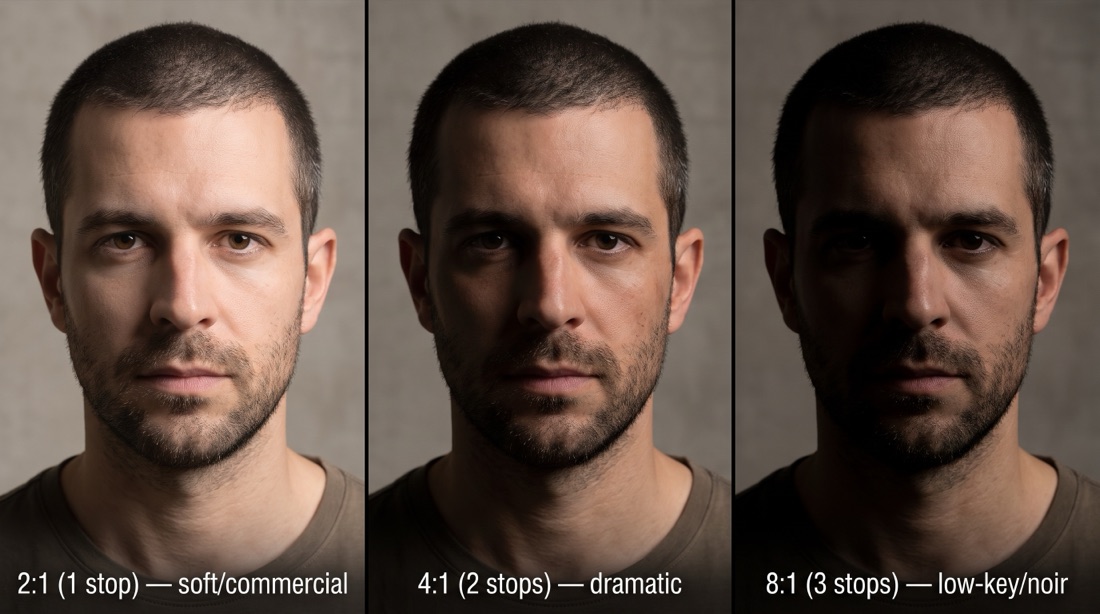 2:1 (1 stop) — soft/commercial
4:1 (2 stops) — dramatic
8:1 (3 stops) — low-key/noir